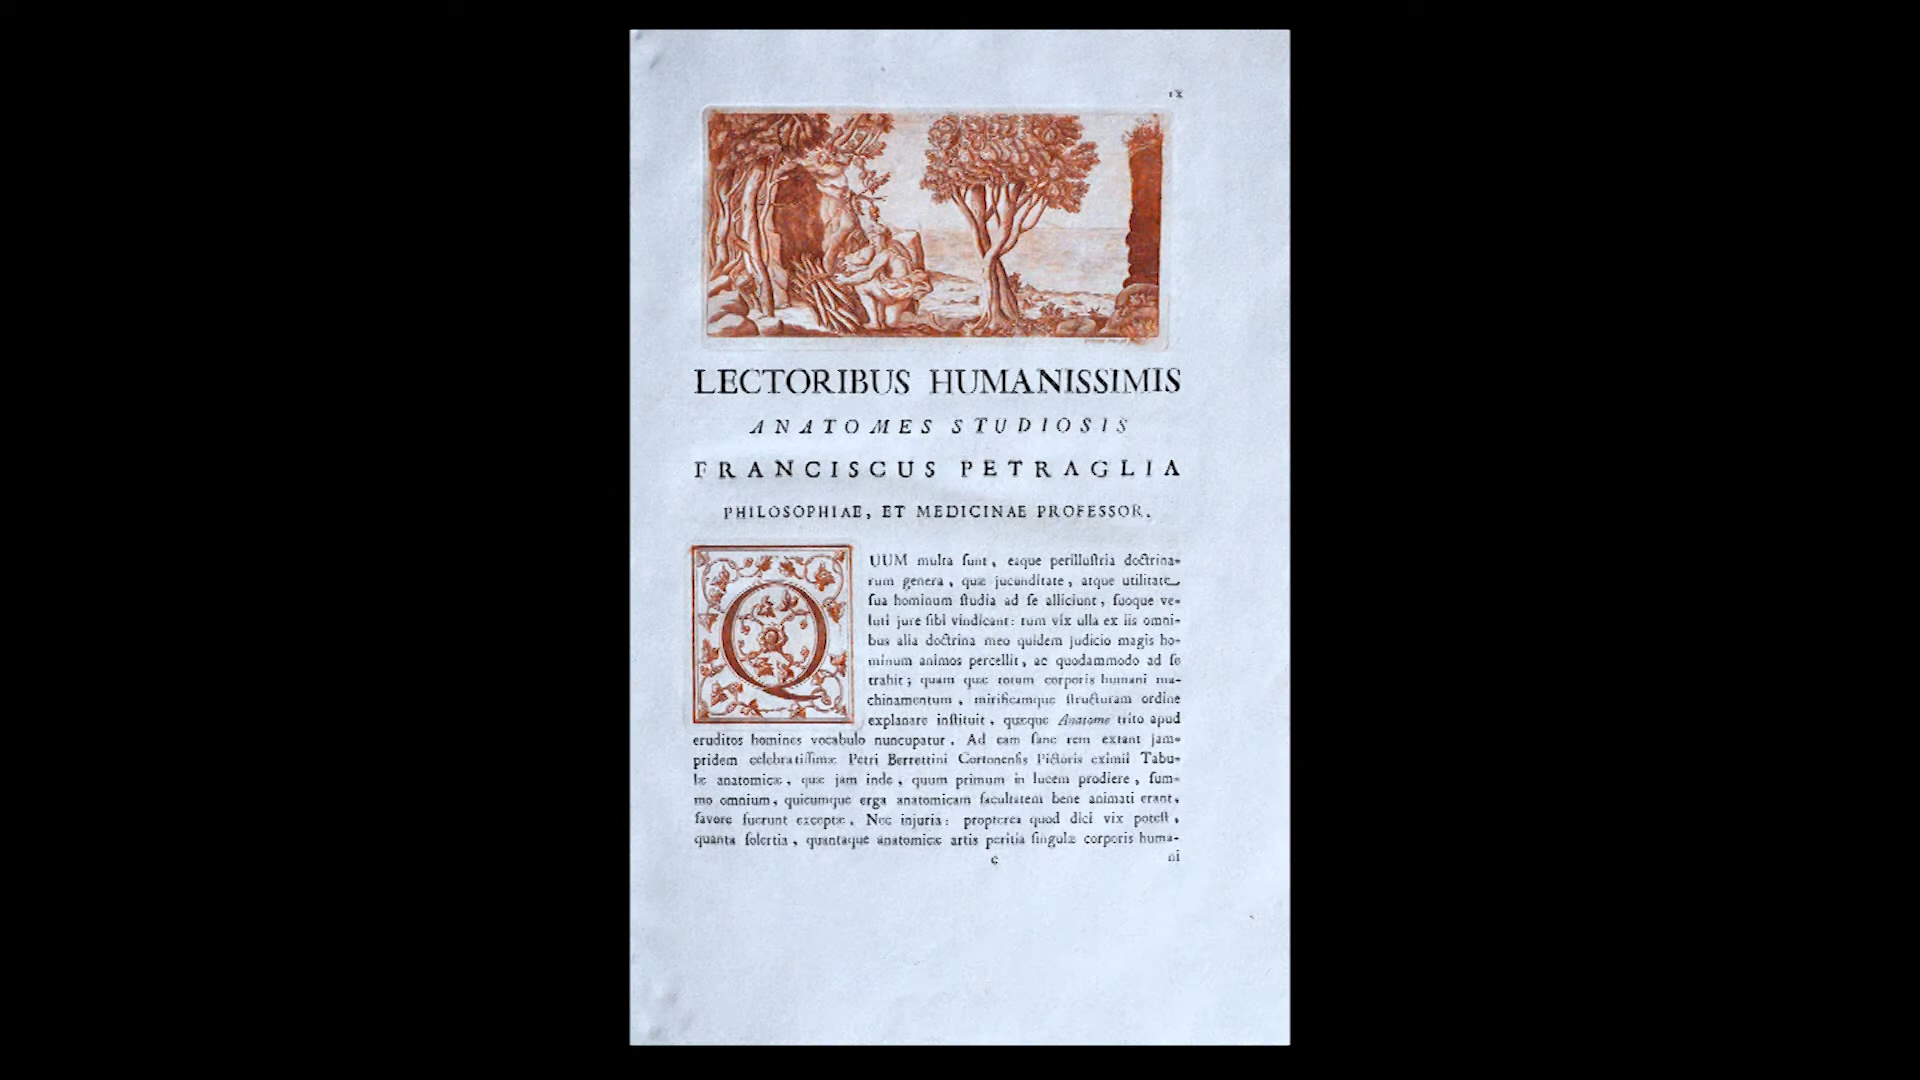 IX
LECTORIBUS HUMANISSIMIS
ANATOMES STUDIOSIS
FRANCISCUS PETRAGLIA
PHILOSOPHIAE, ET MEDICINAE PROFESSOR.
QUUM multa ſunt, eaque perilluſtria doctrina-
rum genera, quæ jucunditate, atque utilitate
ſua hominum ſtudia ad ſe alliciunt, ſuoque ve-
luti jure ſibi vindicant: tum vix ulla ex iis omni-
bus alia doctrina meo quidem judicio magis ho-
minum animos percellit, ac quodammodo ad ſe
trahit; quam quæ totum corporis humani ma-
chinamentum, mirificamque ſtructuram ordine
explanare inſtituit, quæque Anatome trito apud
eruditos homines vocabulo nuncupatur. Ad eam ſane rem extant jam-
pridem celebratiſſimæ Petri Berrettini Cortonenſis Pictoris eximii Tabu-
læ anatomicæ, quæ jam inde, quum primum in lucem prodiere, ſum-
mo omnium, quicumque erga anatomicam facultatem bene animati erant,
favore fuerunt exceptæ. Nec injuria: propterea quod dici vix poteſt,
quanta ſolertia, quantaque anatomicæ artis peritia ſingulæ corporis huma-
c ni